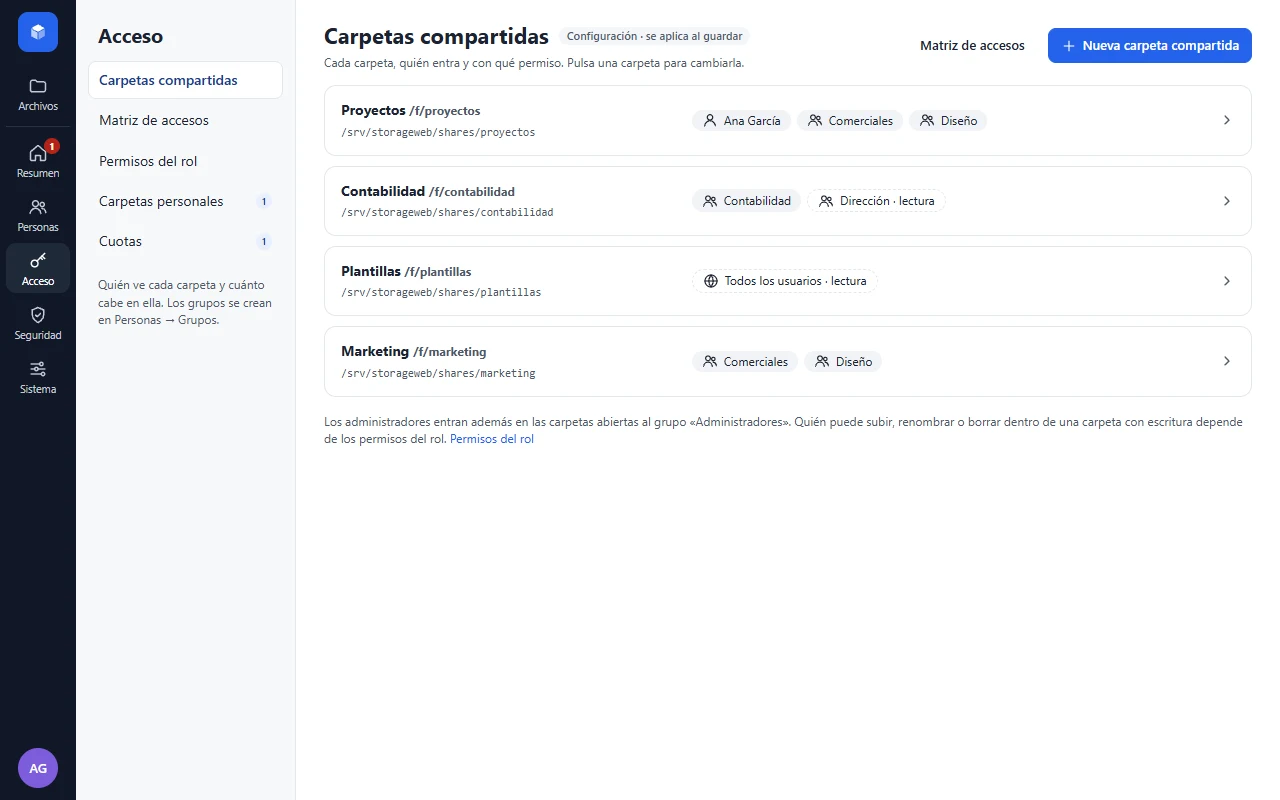 Archivos
1
Resumen
Personas
Acceso
Seguridad
Sistema
AG
Acceso
Carpetas compartidas
Matriz de accesos
Permisos del rol
Carpetas personales 1
Cuotas 1
Quién ve cada carpeta y cuánto
cabe en ella. Los grupos se crean
en Personas → Grupos.
Carpetas compartidas Configuración · se aplica al guardar
Cada carpeta, quién entra y con qué permiso. Pulsa una carpeta para cambiarla.
Matriz de accesos
+ Nueva carpeta compartida
Proyectos /f/proyectos
/srv/storageweb/shares/proyectos
Ana García Comerciales Diseño
Contabilidad /f/contabilidad
/srv/storageweb/shares/contabilidad
Contabilidad Dirección · lectura
Plantillas /f/plantillas
/srv/storageweb/shares/plantillas
Todos los usuarios · lectura
Marketing /f/marketing
/srv/storageweb/shares/marketing
Comerciales Diseño
Los administradores entran además en las carpetas abiertas al grupo «Administradores». Quién puede subir, renombrar o borrar dentro de una carpeta con escritura depende
de los permisos del rol. Permisos del rol